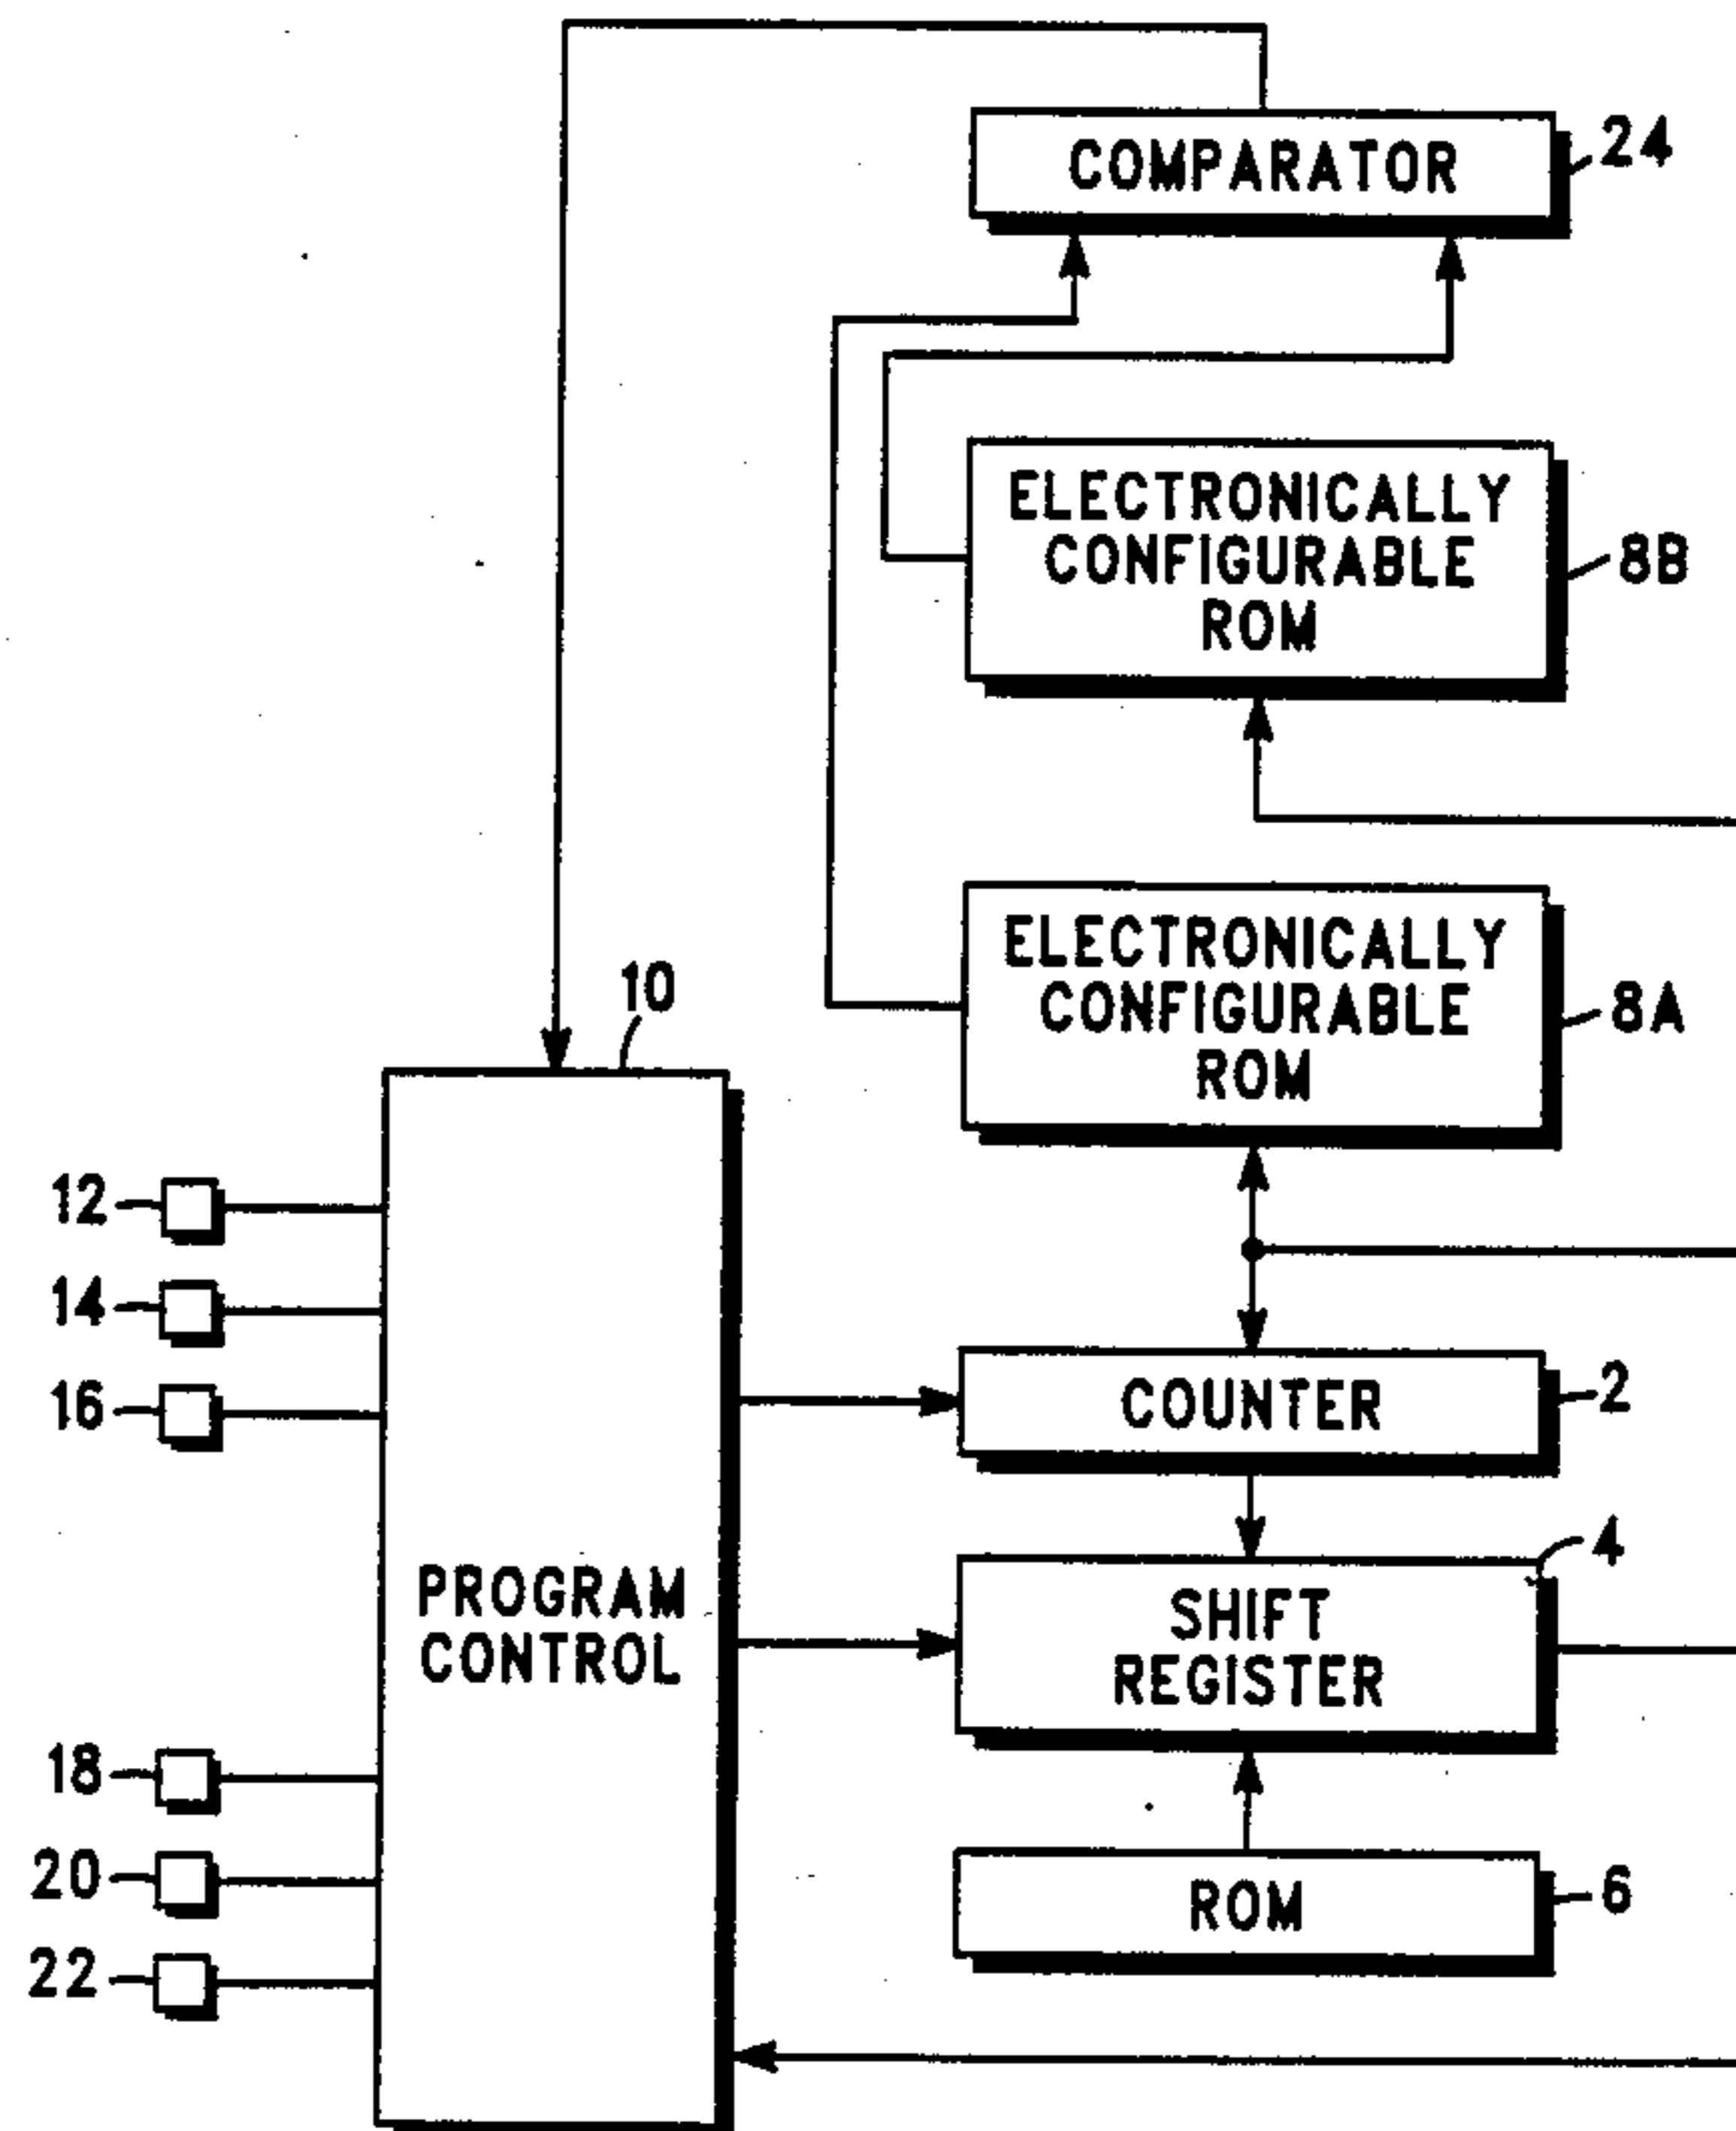 COMPARATOR
24
ELECTRONICALLY
CONFIGURABLE
ROM
8B
ELECTRONICALLY
CONFIGURABLE
ROM
8A
10
12
14
16
COUNTER
2
4
PROGRAM
CONTROL
SHIFT
REGISTER
18
20
22
ROM
6